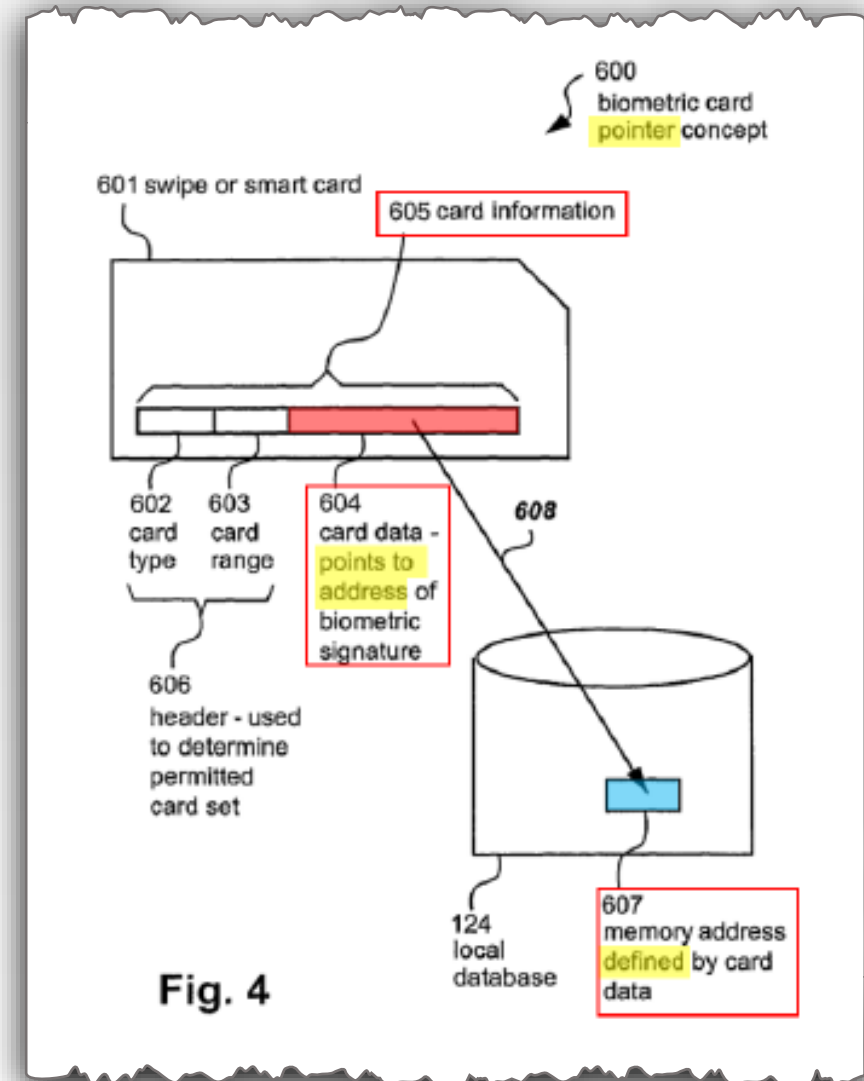 600
biometric card
pointer concept
601 swipe or smart card
605 card information
602
card
type
603
card
range
604
card data -
points to
address of
biometric
signature
608
606
header - used
to determine
permitted
card set
124
local
database
607
memory address
defined by card
data
Fig. 4